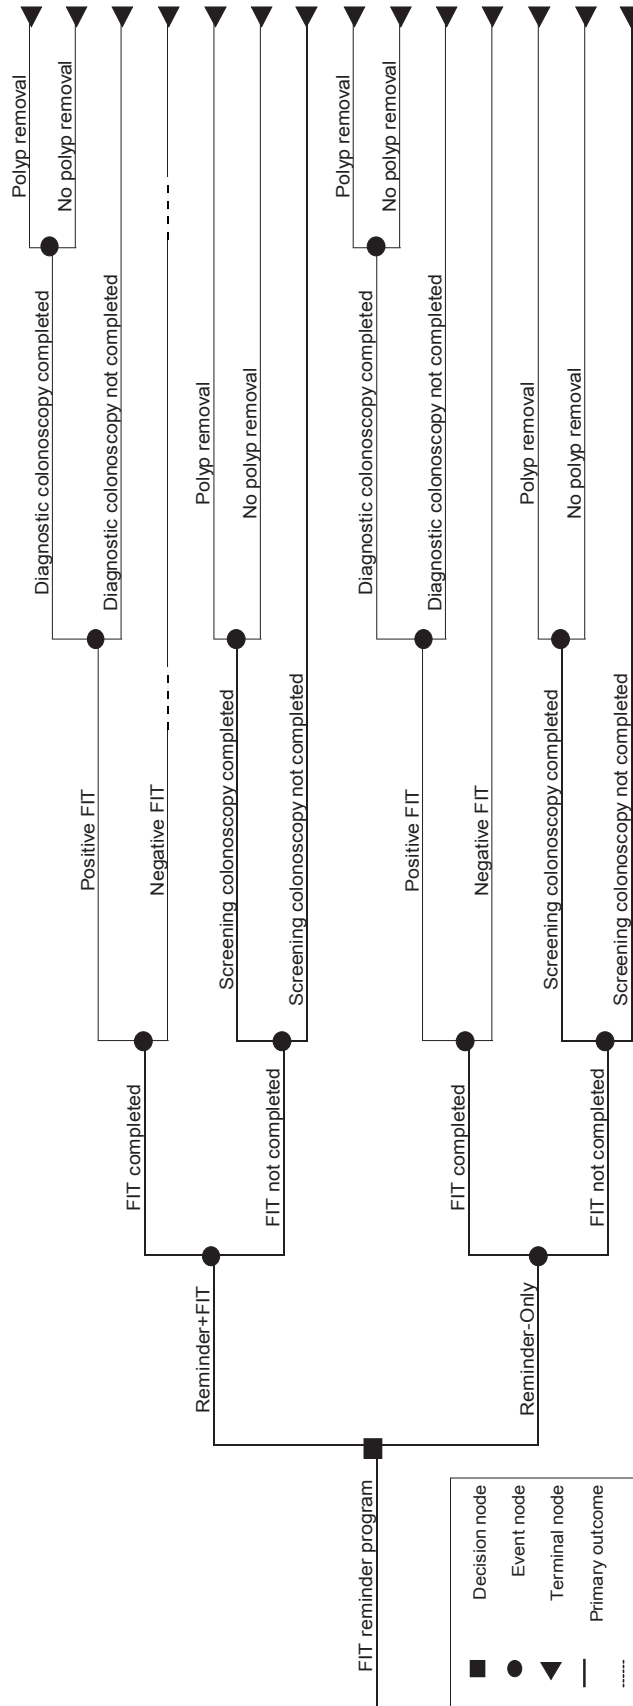 FIT reminder program
Reminder+FIT
FIT completed
Positive FIT
Diagnostic colonoscopy completed
Polyp removal
No polyp removal
Diagnostic colonoscopy not completed
Negative FIT
FIT not completed
Screening colonoscopy completed
Polyp removal
No polyp removal
Screening colonoscopy not completed
Reminder-Only
FIT completed
Positive FIT
Diagnostic colonoscopy completed
Polyp removal
No polyp removal
Diagnostic colonoscopy not completed
Negative FIT
FIT not completed
Screening colonoscopy completed
Polyp removal
No polyp removal
Screening colonoscopy not completed
Decision node
Event node
Terminal node
Primary outcome